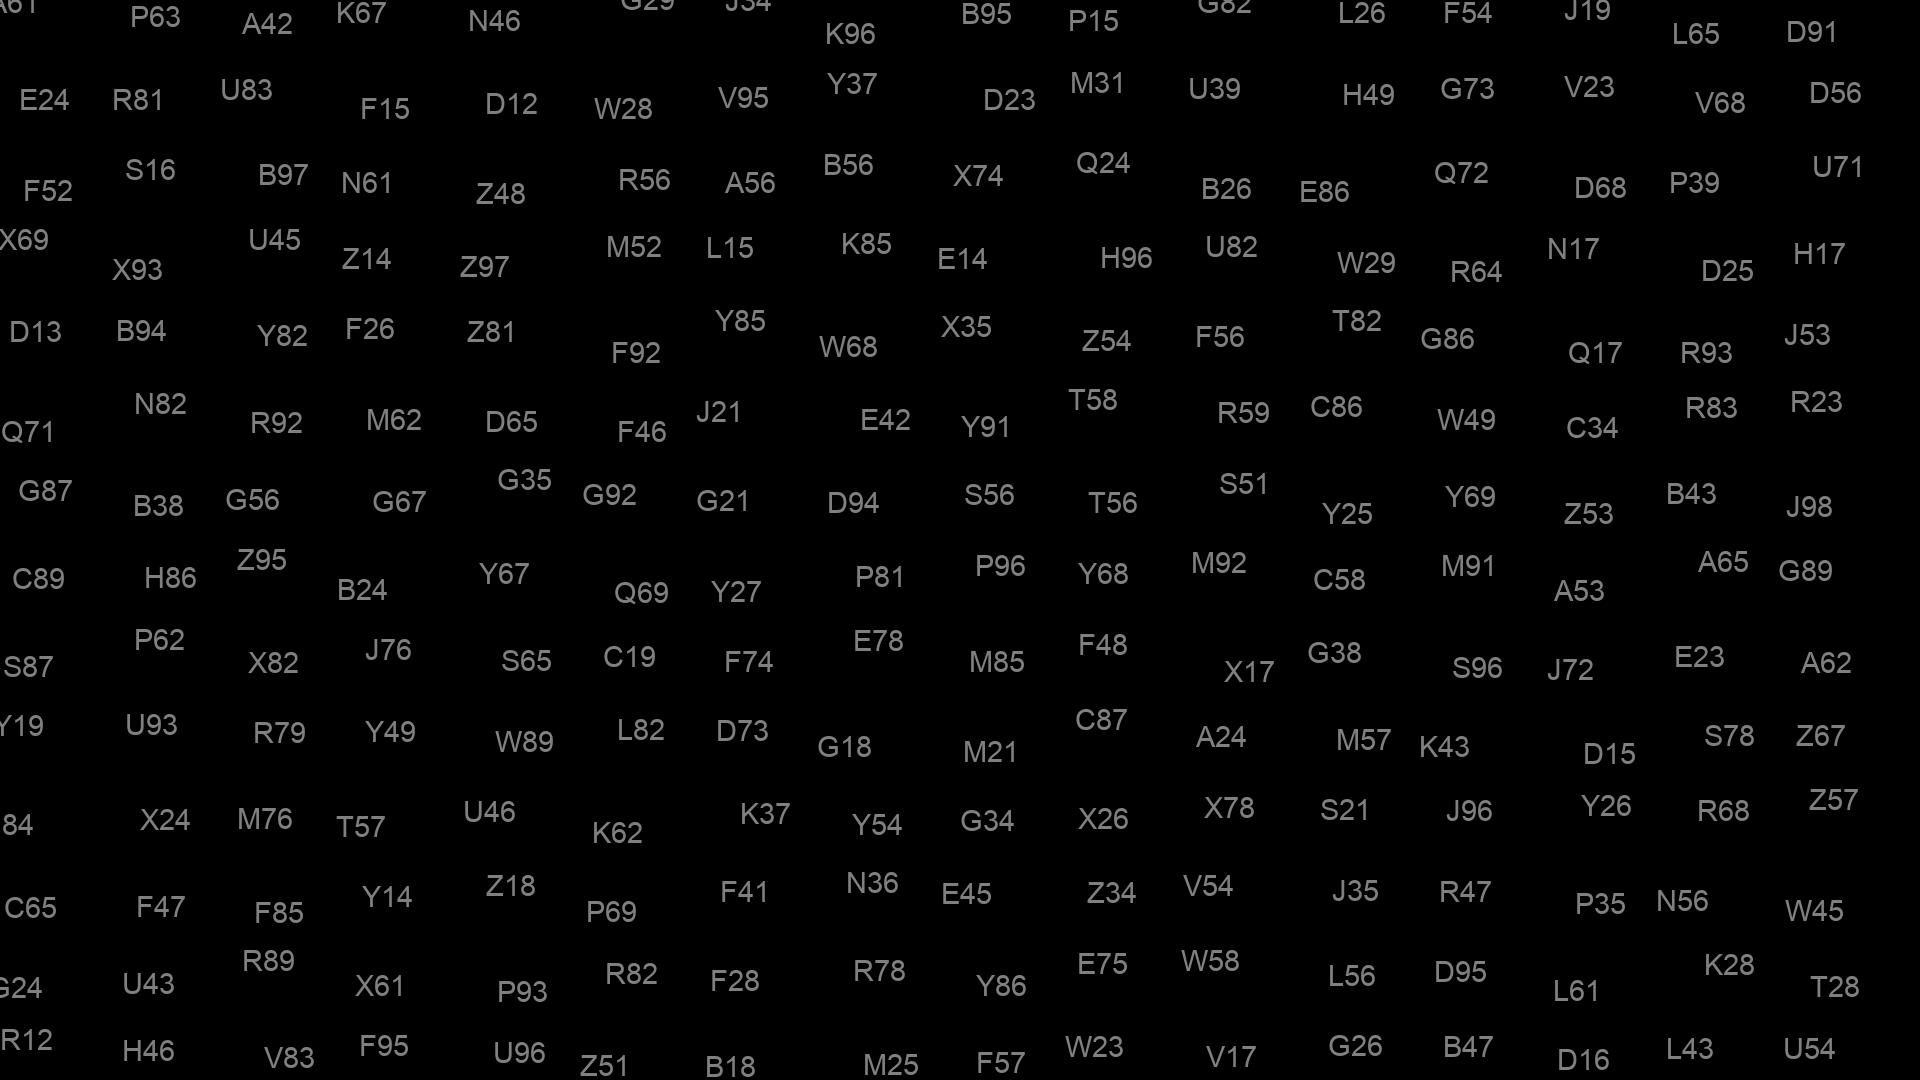 A61 P63 A42 K67 N46 G29 J34 K96 B95 P15 G82 L26 F54 J19 L65 D91
E24 R81 U83 F15 D12 W28 V95 Y37 D23 M31 U39 H49 G73 V23 V68 D56
F52 S16 B97 N61 Z48 R56 A56 B56 X74 Q24 B26 E86 Q72 D68 P39 U71
X69 X93 U45 Z14 Z97 M52 L15 K85 E14 H96 U82 W29 R64 N17 D25 H17
D13 B94 Y82 F26 Z81 F92 Y85 W68 X35 Z54 F56 T82 G86 Q17 R93 J53
Q71 N82 R92 M62 D65 F46 J21 E42 Y91 T58 R59 C86 W49 C34 R83 R23
G87 B38 G56 G67 G35 G92 G21 D94 S56 T56 S51 Y25 Y69 Z53 B43 J98
C89 H86 Z95 B24 Y67 Q69 Y27 P81 P96 Y68 M92 C58 M91 A53 A65 G89
S87 P62 X82 J76 S65 C19 F74 E78 M85 F48 X17 G38 S96 J72 E23 A62
Y19 U93 R79 Y49 W89 L82 D73 G18 M21 C87 A24 M57 K43 D15 S78 Z67
84 X24 M76 T57 U46 K62 K37 Y54 G34 X26 X78 S21 J96 Y26 R68 Z57
C65 F47 F85 Y14 Z18 P69 F41 N36 E45 Z34 V54 J35 R47 P35 N56 W45
G24 U43 R89 X61 P93 R82 F28 R78 Y86 E75 W58 L56 D95 L61 K28 T28
R12 H46 V83 F95 U96 Z51 B18 M25 F57 W23 V17 G26 B47 D16 L43 U54